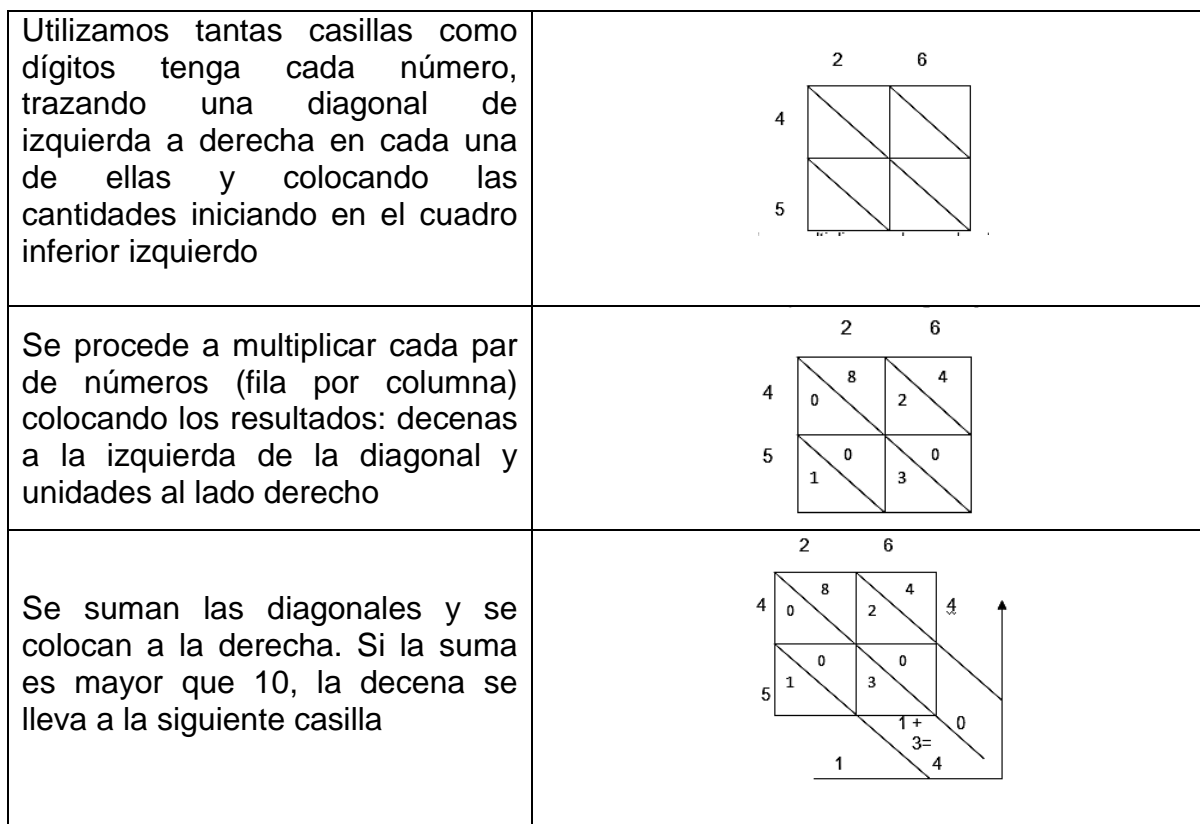 Utilizamos tantas casillas como
dígitos tenga cada número,
trazando una diagonal de
izquierda a derecha en cada una
de ellas y colocando las
cantidades iniciando en el cuadro
inferior izquierdo
2 6
4
5
Se procede a multiplicar cada par
de números (fila por columna)
colocando los resultados: decenas
a la izquierda de la diagonal y
unidades al lado derecho
2 6
8 4
4 0 2
5 0 0
1 3
Se suman las diagonales y se
colocan a la derecha. Si la suma
es mayor que 10, la decena se
lleva a la siguiente casilla
2 6
8 4
4 0 2 4
0 0
5 1 3
1 + 0
3=
1 4